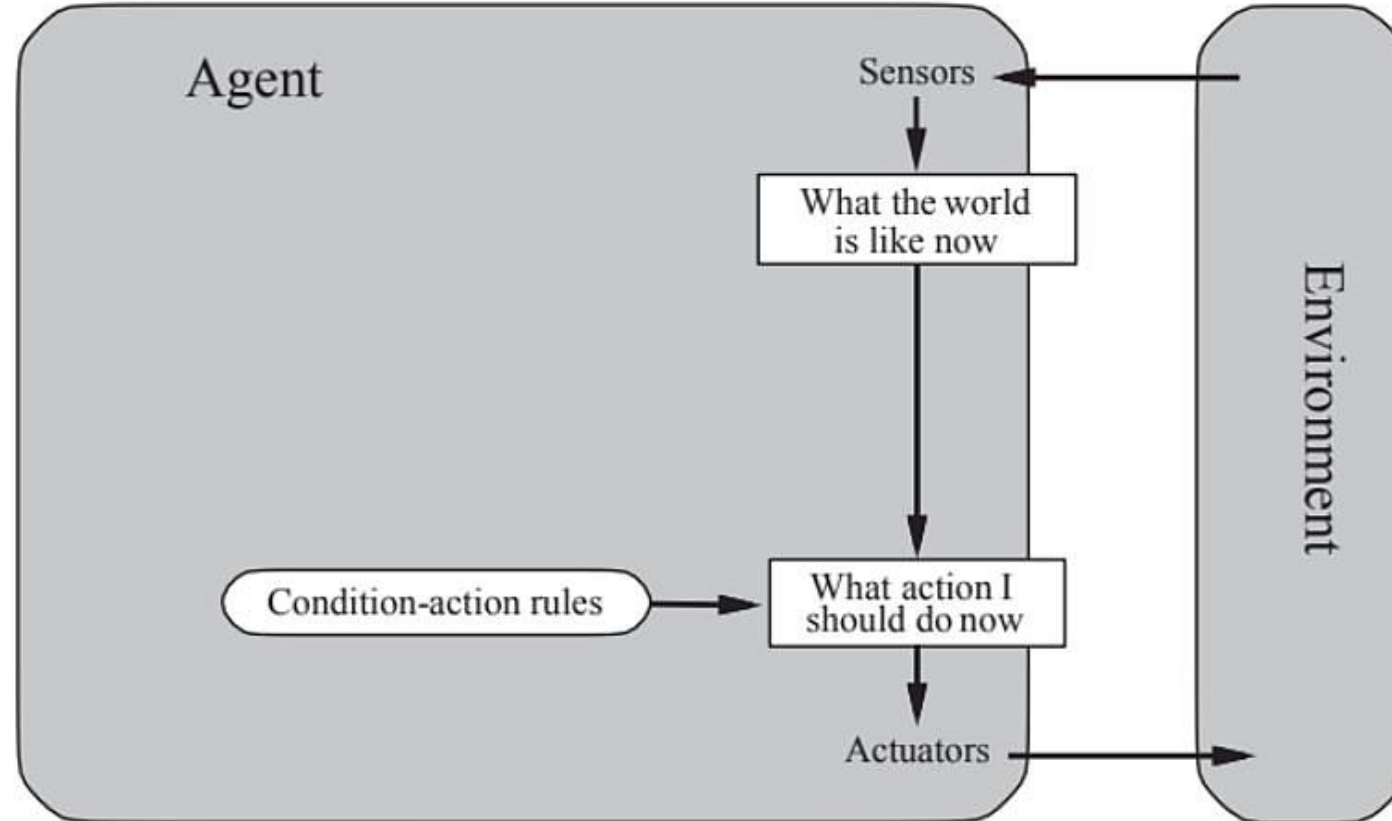 Agent
Sensors
What the world
is like now
Environment
Condition-action rules
What action I
should do now
Actuators